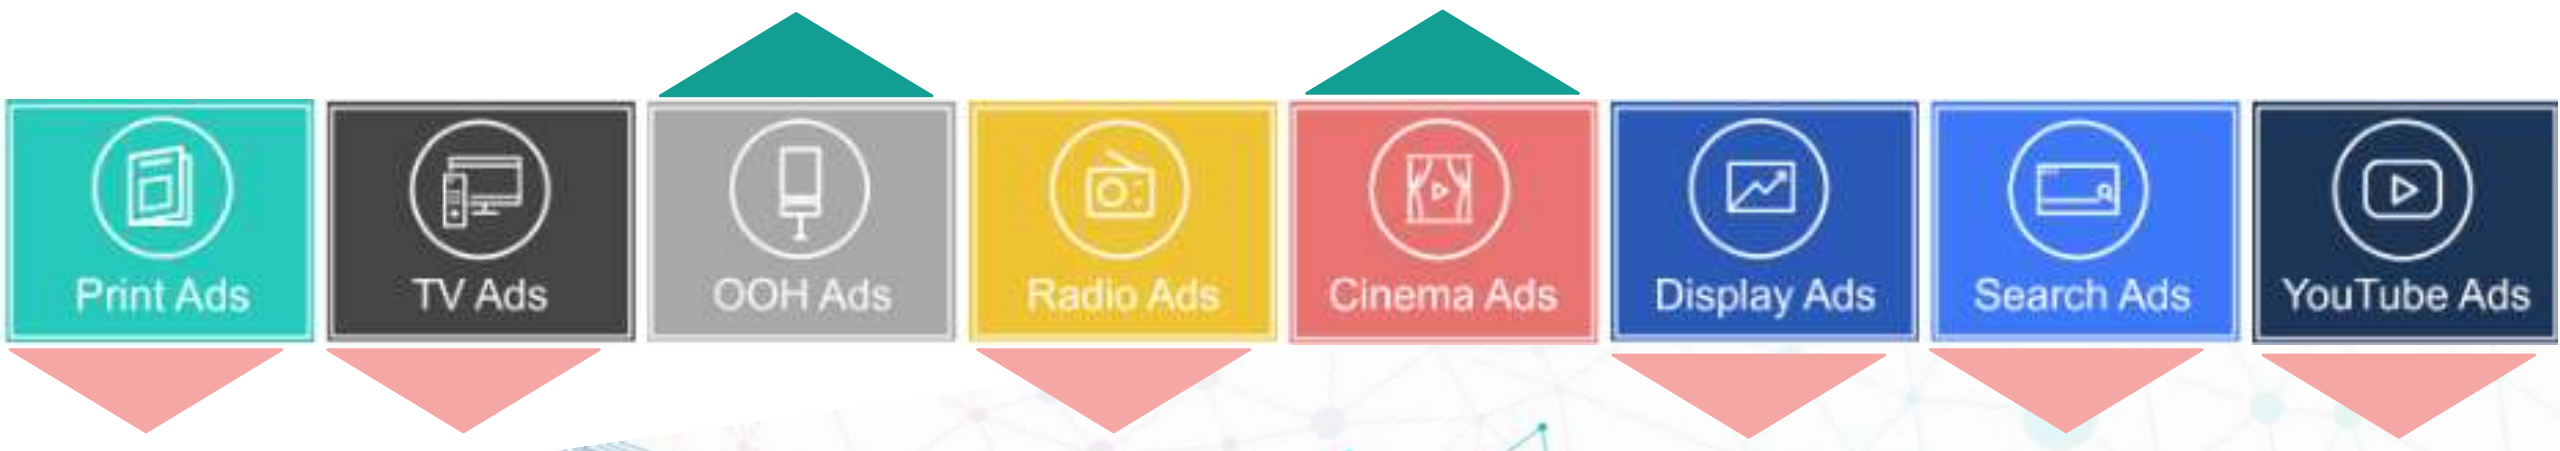 Print Ads
TV Ads
OOH Ads
Radio Ads
Cinema Ads
Display Ads
Search Ads
YouTube Ads